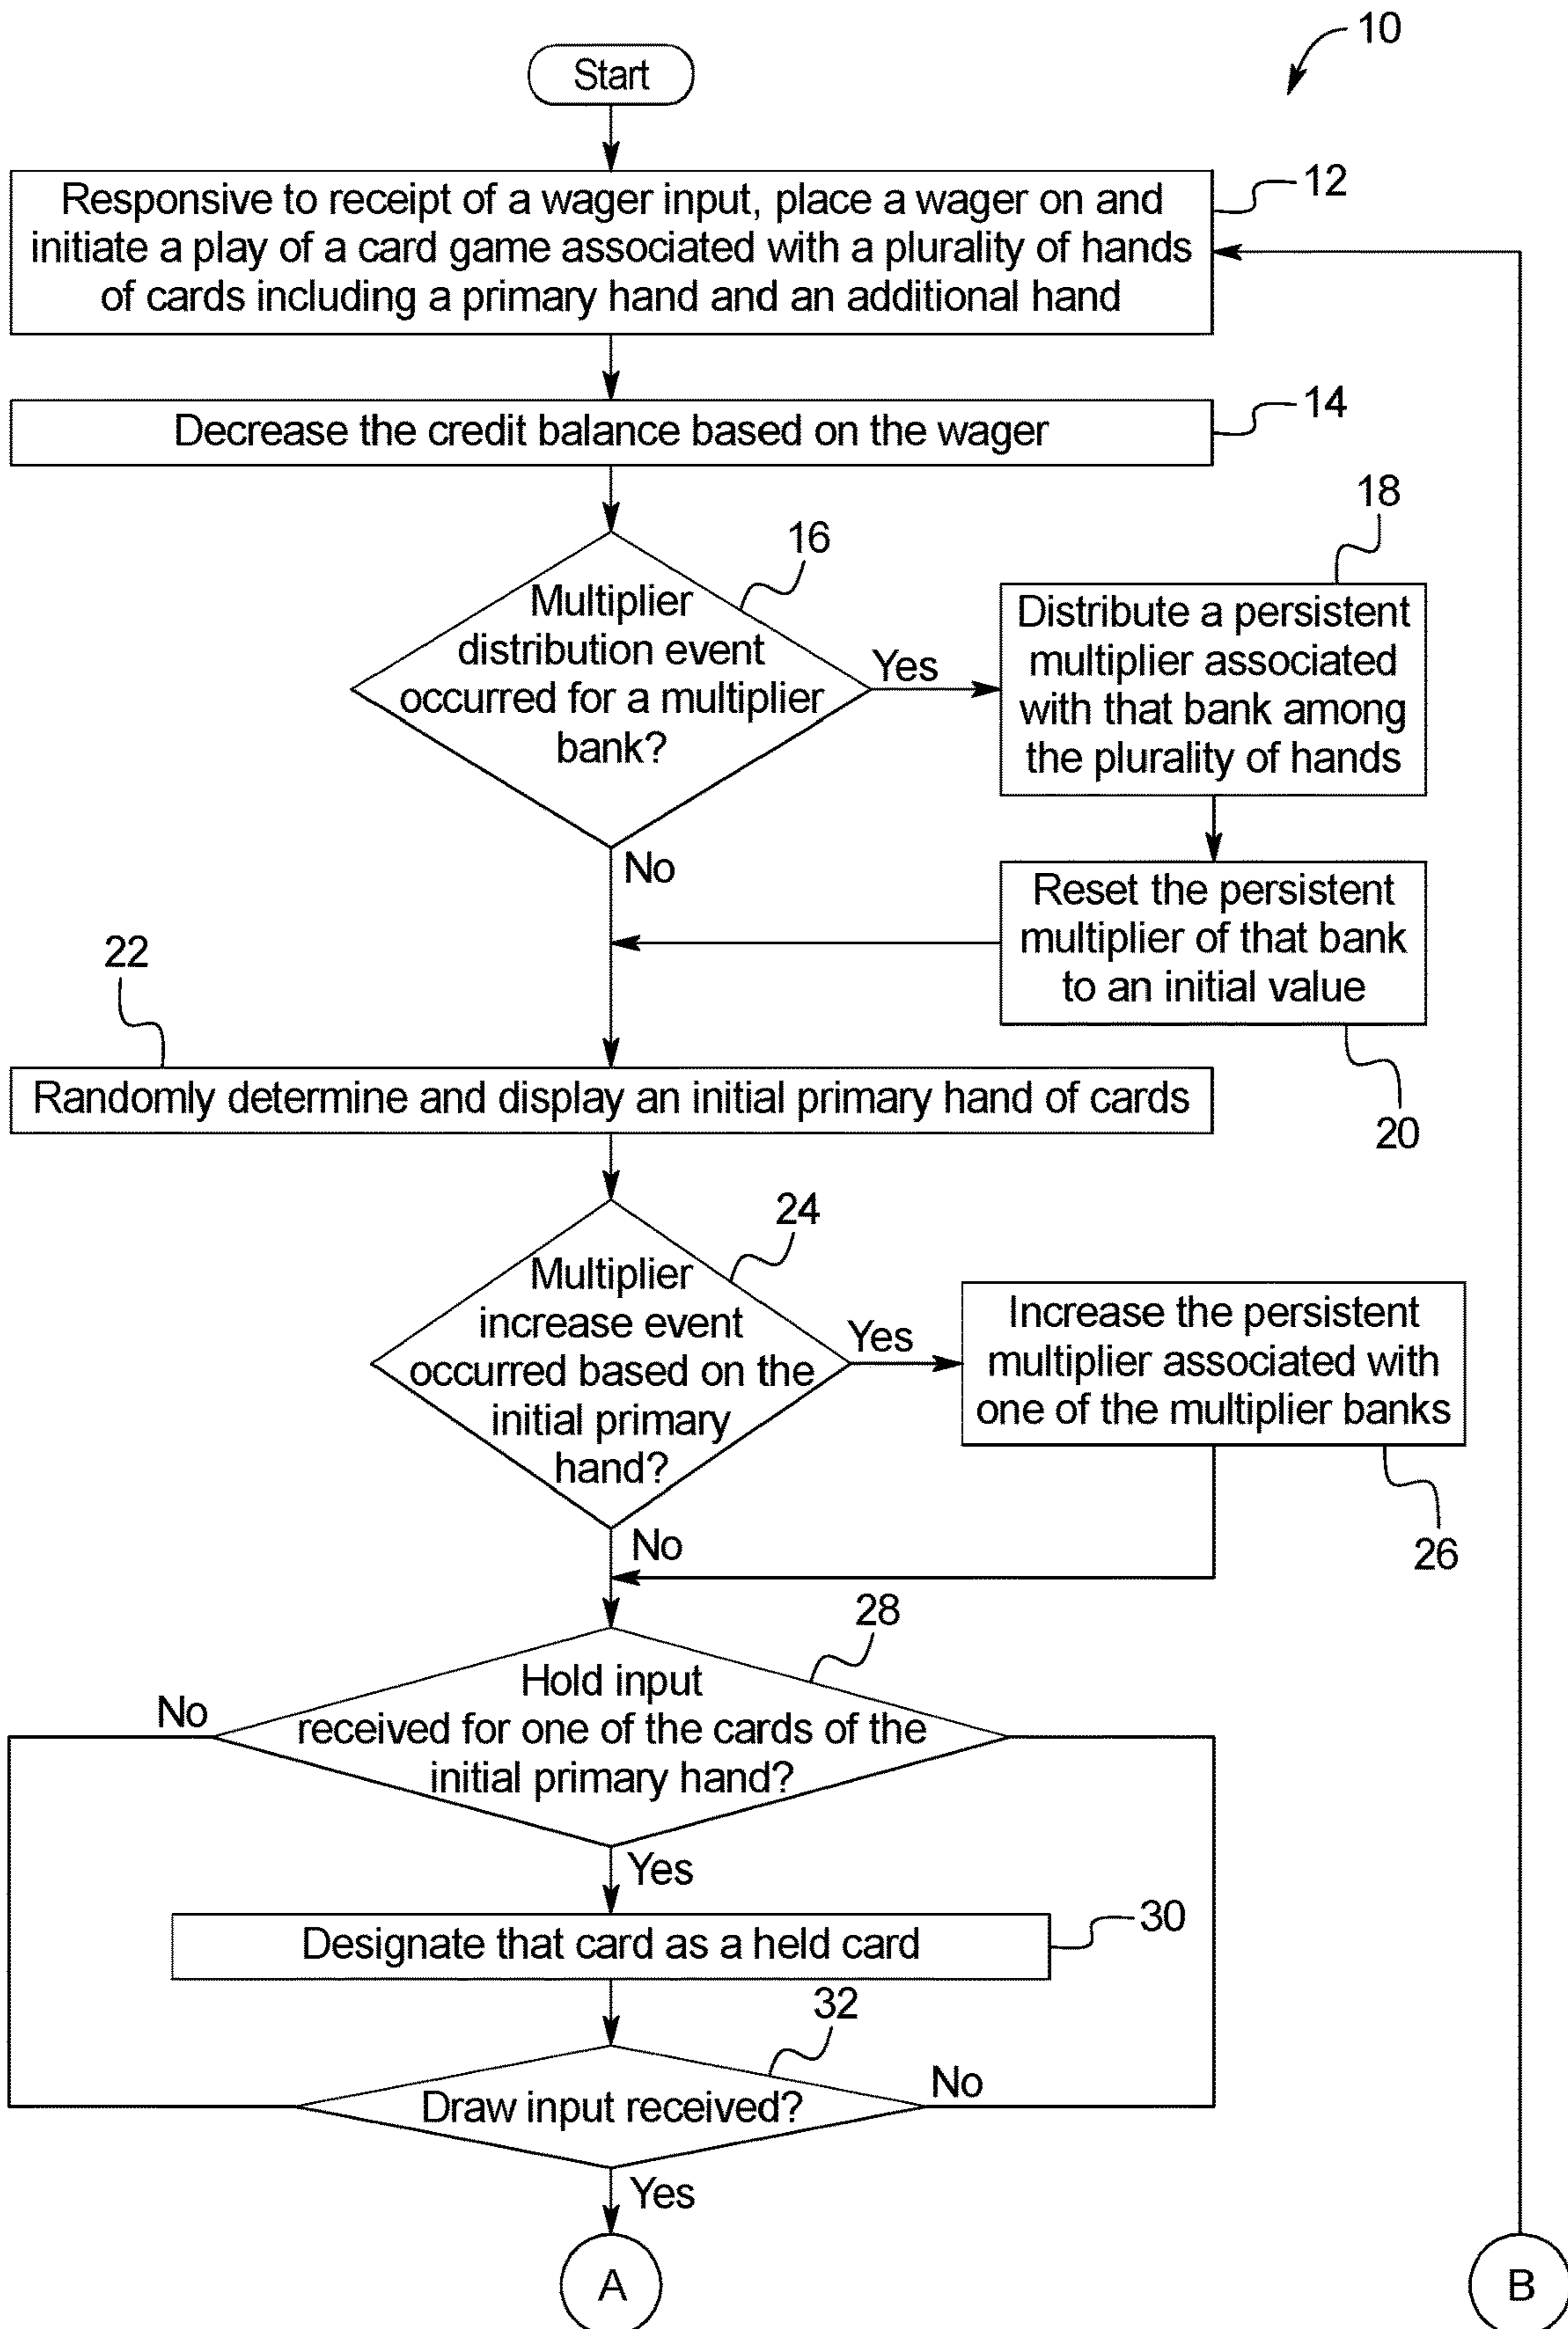 10
Start
Responsive to receipt of a wager input, place a wager on and
initiate a play of a card game associated with a plurality of hands
of cards including a primary hand and an additional hand
12
Decrease the credit balance based on the wager
14
16
Multiplier
distribution event
occurred for a multiplier
bank?
Yes
No
18
Distribute a persistent
multiplier associated
with that bank among
the plurality of hands
Reset the persistent
multiplier of that bank
to an initial value
20
22
Randomly determine and display an initial primary hand of cards
24
Multiplier
increase event
occurred based on the
initial primary
hand?
Yes
No
Increase the persistent
multiplier associated with
one of the multiplier banks
26
28
Hold input
received for one of the cards of the
initial primary hand?
No
Yes
Designate that card as a held card
30
32
Draw input received?
No
Yes
A
B